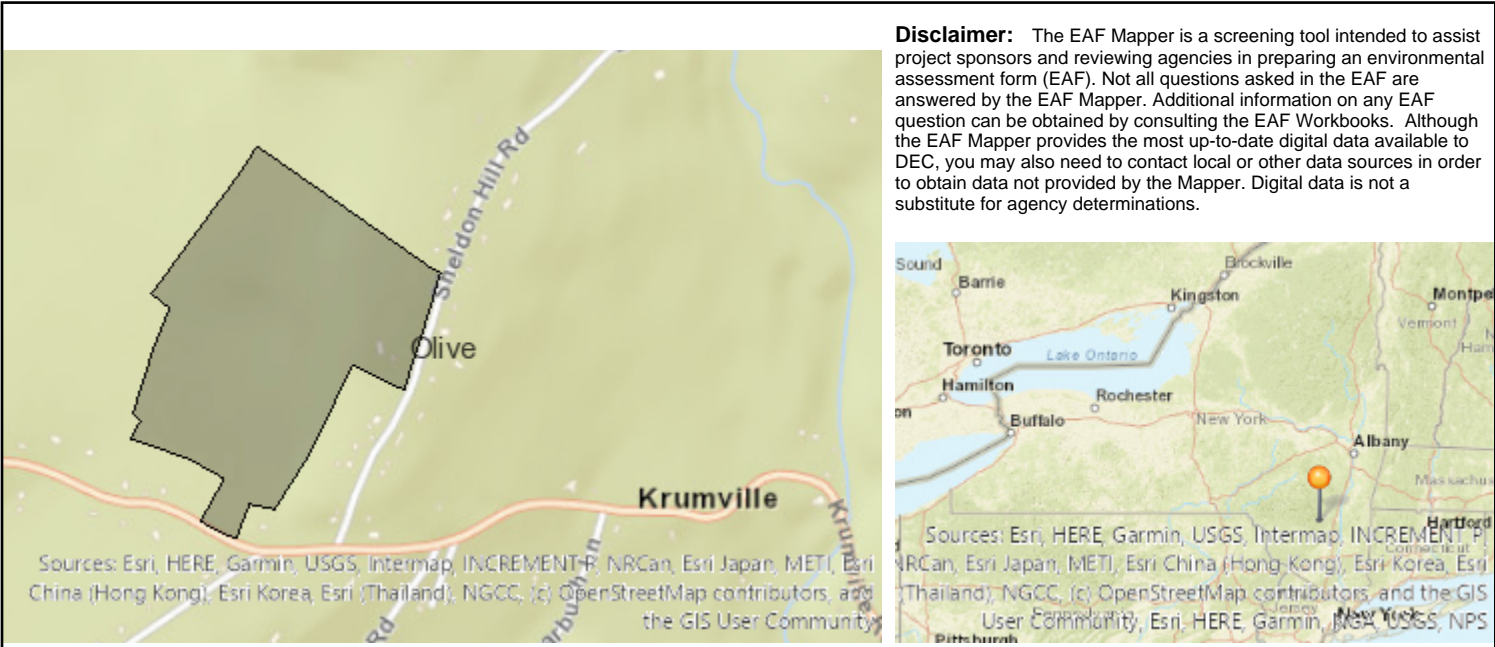 Disclaimer: The EAF Mapper is a screening tool intended to assist
project sponsors and reviewing agencies in preparing an environmental
assessment form (EAF). Not all questions asked in the EAF are
answered by the EAF Mapper. Additional information on any EAF
question can be obtained by consulting the EAF Workbooks. Although
the EAF Mapper provides the most up-to-date digital data available to
DEC, you may also need to contact local or other data sources in order
to obtain data not provided by the Mapper. Digital data is not a
substitute for agency determinations.
Sheldon Hill Rd
Olive
Krumville
Rd
Sources: Esri, HERE, Garmin, USGS, Intermap, INCREMENT P, NRCan, Esri Japan, METI, Esri
China (Hong Kong), Esri Korea, Esri (Thailand), NGCC, (c) OpenStreetMap contributors, and
the GIS User Community
Sound
Barrie
Brockville
Kingston
Montpe
Vermont
Ham
Toronto
Lake Ontario
Hamilton
on
Rochester
Buffalo
New York
Albany
Massachus
Hartford
Connecticut
Sources: Esri, HERE, Garmin, USGS, Intermap, INCREMENT P,
NRCan, Esri Japan, METI, Esri China (Hong Kong), Esri Korea, Esri
(Thailand), NGCC, (c) OpenStreetMap contributors, and the GIS
User Community, Esri, HERE, Garmin, NGA, USGS, NPS
Pennsylvania
Jersey
New York
Pittsburgh